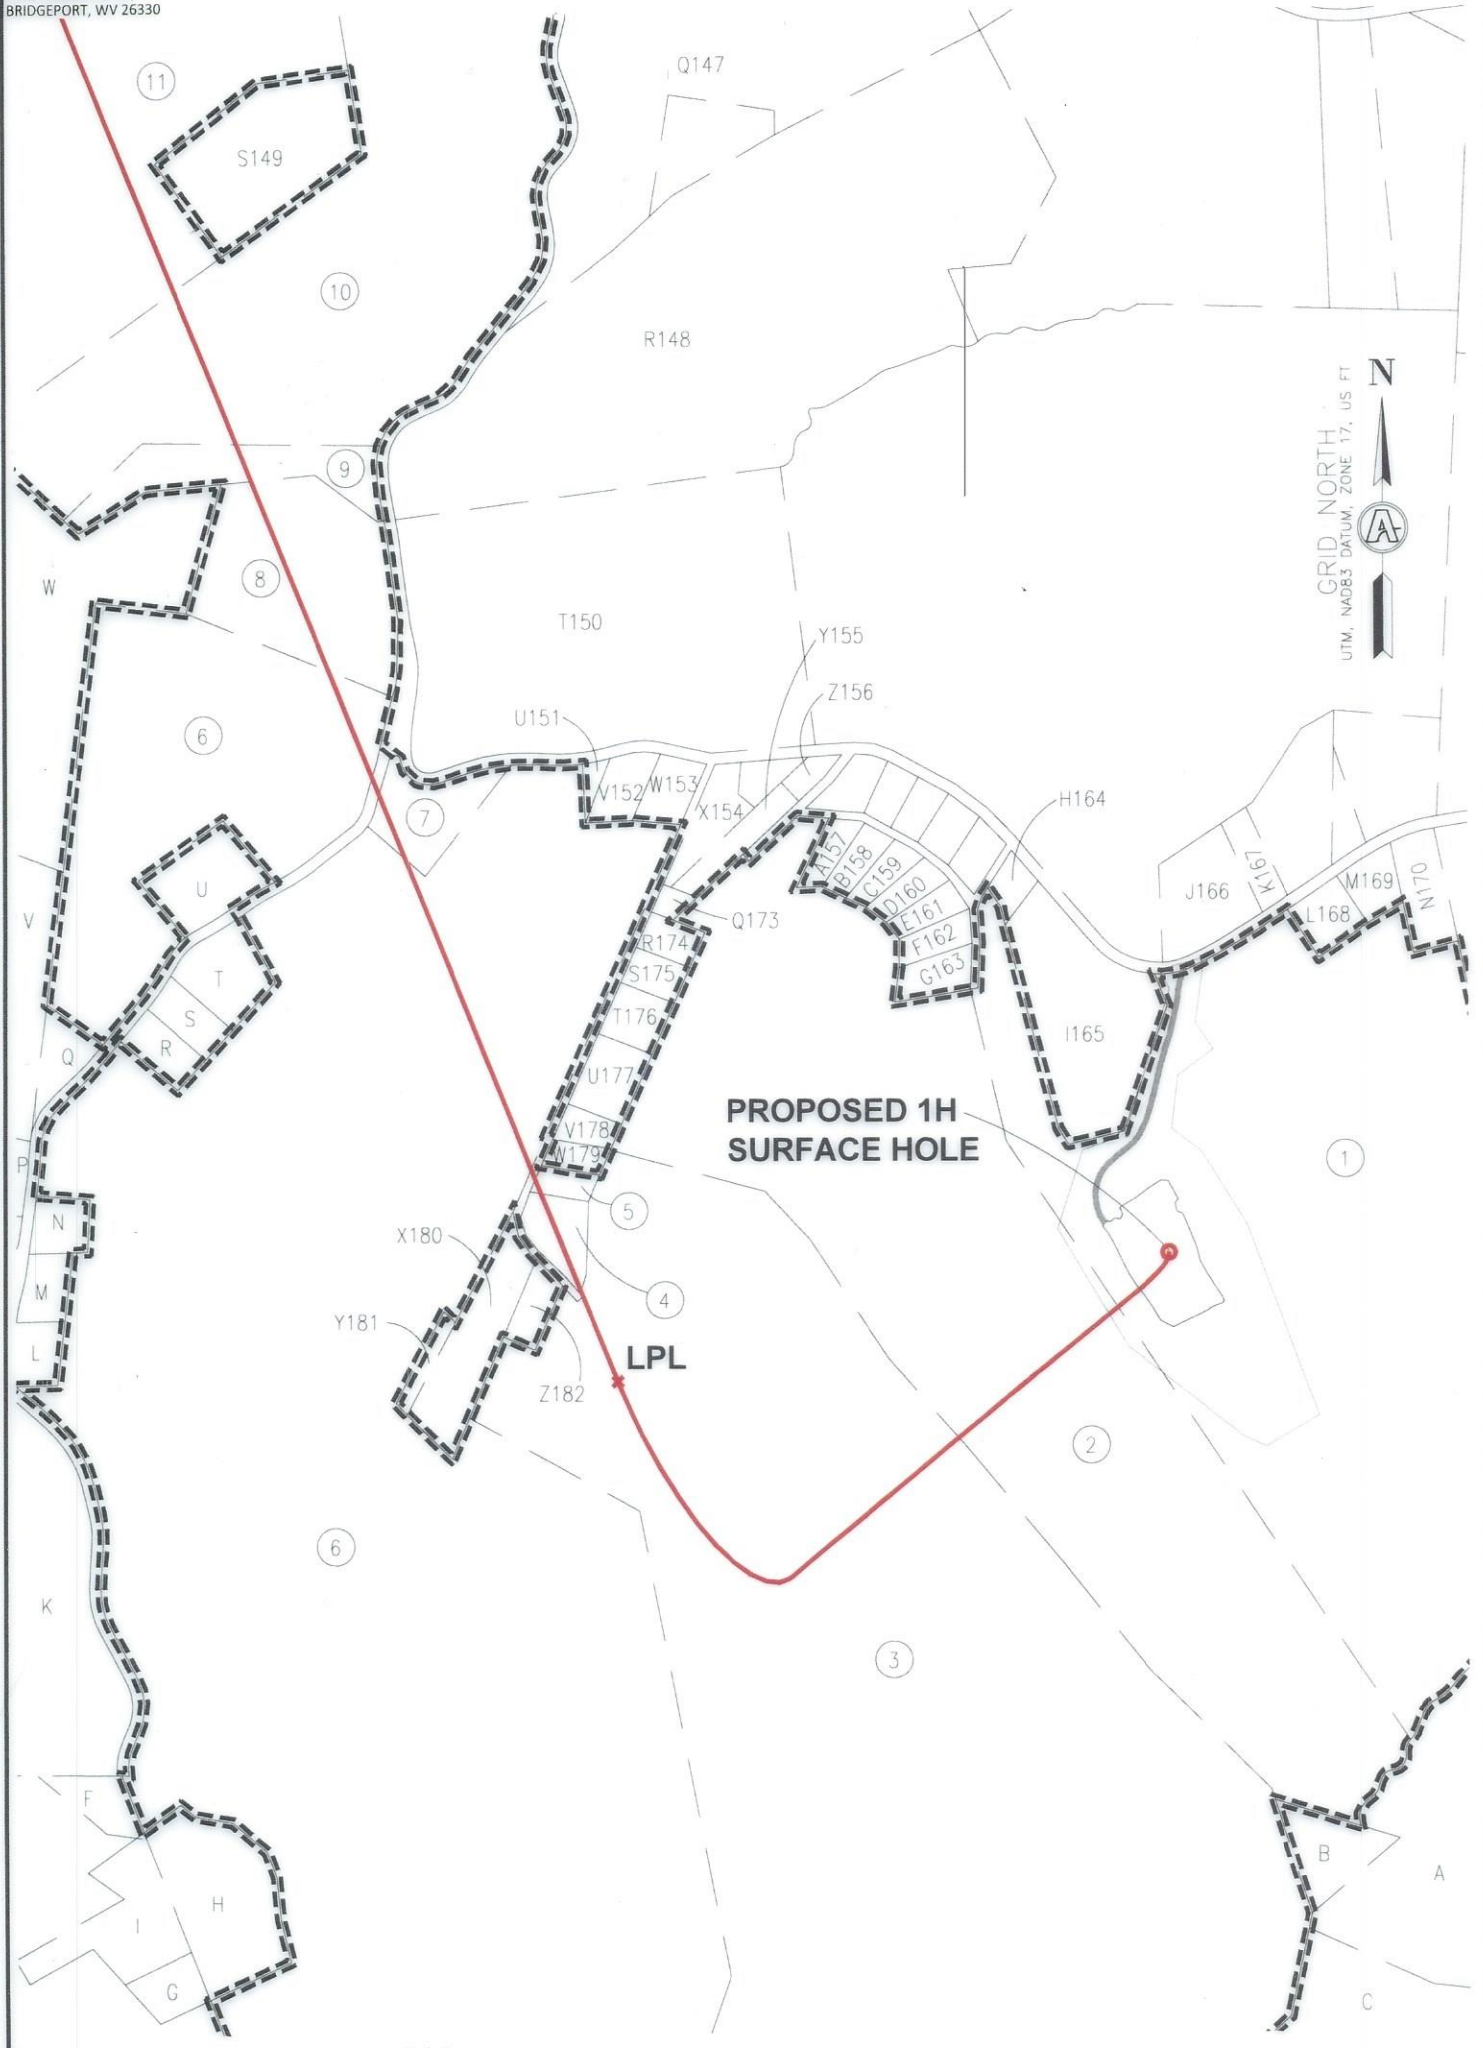 BRIDGEPORT, WV 26330
11
Q147
S149
10
R148
N
GRID NORTH
UTM, NAD83 DATUM, ZONE 17, US FT
A
9
8
W
T150
Y155
Z156
U151
6
V152
W153
X154
7
H164
A157
B158
C159
D160
E161
F162
G163
J166
K167
L168
M169
N170
U
V
Q173
R174
S175
T176
U177
V178
W179
T
S
R
Q
I165
PROPOSED 1H
SURFACE HOLE
1
P
N
5
X180
M
4
Y181
L
LPL
Z182
2
6
K
3
F
B
A
H
I
G
C